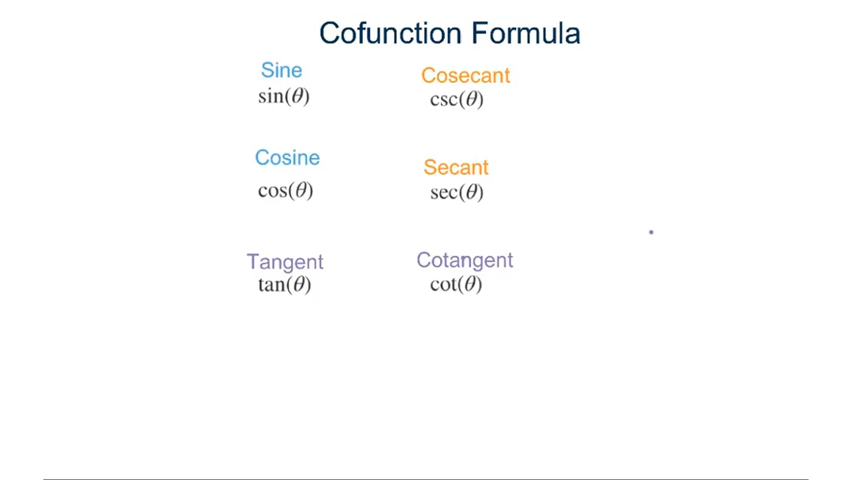 Cofunction Formula
Sine
Cosecant
sin(θ)
csc(θ)
Cosine
Secant
cos(θ)
sec(θ)
Tangent
Cotangent
tan(θ)
cot(θ)